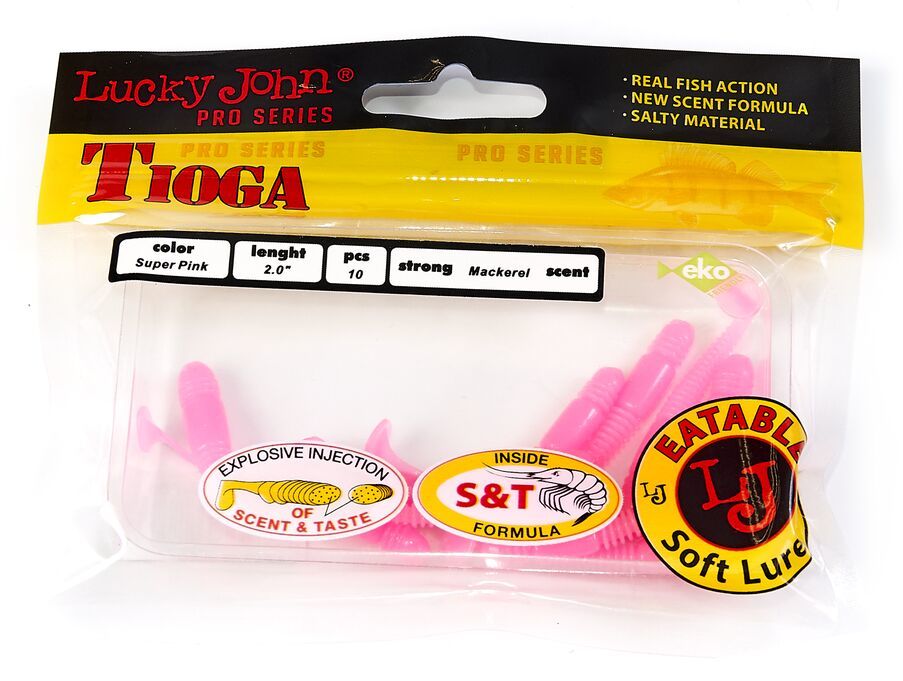 Lucky John®
PRO SERIES
· REAL FISH ACTION
· NEW SCENT FORMULA
· SALTY MATERIAL
TIOGA
PRO SERIES
PRO SERIES
color
Super Pink
lenght
2.0"
pcs
10
strong Mackerel scent
eko
EXPLOSIVE INJECTION
OF
SCENT & TASTE
INSIDE
S&T
FORMULA
EATABL
LJ
LJ
Soft Lure